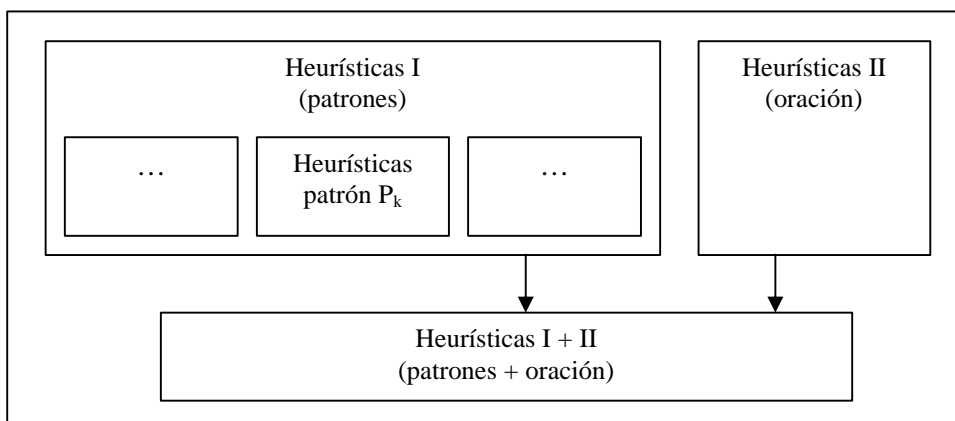 Heurísticas I
(patrones)
Heurísticas II
(oración)
…
Heurísticas
patrón Pk
…
Heurísticas I + II
(patrones + oración)